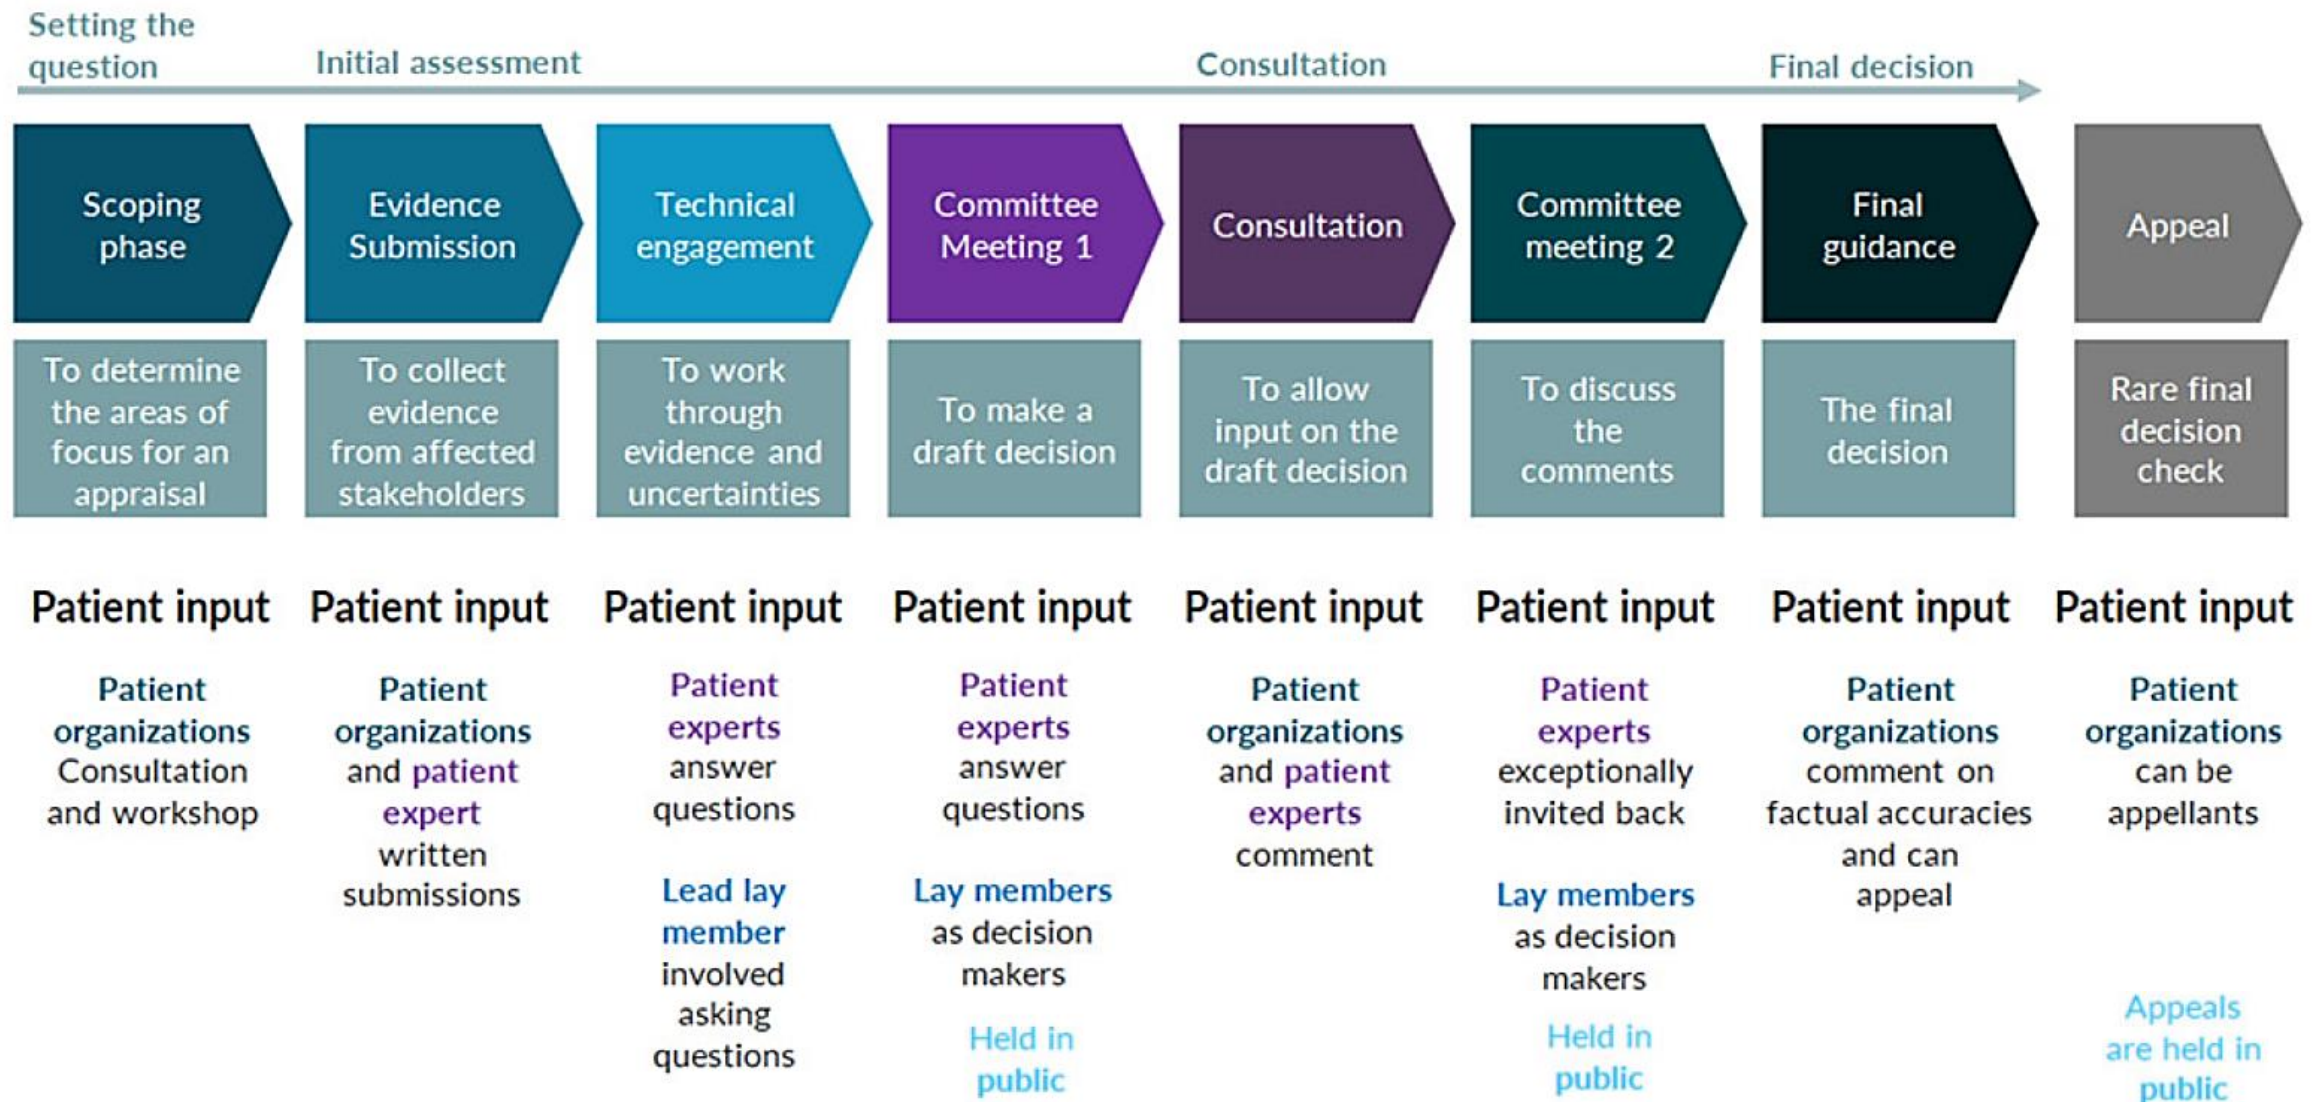 Setting the
question
Initial assessment
Consultation
Final decision
Scoping
phase
Evidence
Submission
Technical
engagement
Committee
Meeting 1
Consultation
Committee
meeting 2
Final
guidance
Appeal
To determine
the areas of
focus for an
appraisal
To collect
evidence
from affected
stakeholders
To work
through
evidence and
uncertainties
To make a
draft decision
To allow
input on the
draft decision
To discuss
the
comments
The final
decision
Rare final
decision
check
Patient input
Patient input
Patient input
Patient input
Patient input
Patient input
Patient input
Patient input
Patient
organizations
Consultation
and workshop
Patient
organizations
and patient
expert
written
submissions
Patient
experts
answer
questions
Lead lay
member
involved
asking
questions
Patient
experts
answer
questions
Lay members
as decision
makers
Held in
public
Patient
organizations
and patient
experts
comment
Patient
experts
exceptionally
invited back
Lay members
as decision
makers
Held in
public
Patient
organizations
comment on
factual accuracies
and can
appeal
Patient
organizations
can be
appellants
Appeals
are held in
public